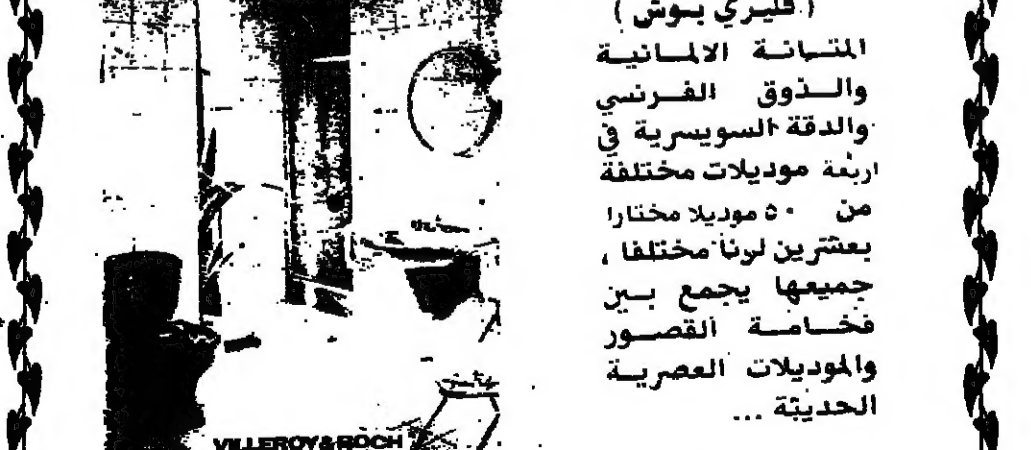 ( فليري بوش )
المتانة الالمانية
والذوق الفرنسي
والدقة السويسرية في
اربعة موديلات مختلفة
من ٥٠ موديلا مختارا
بعشرين لونا مختلفا ،
جميعها يجمع بين
فخامة القصور
والموديلات العصرية
الحديثة ...
VILLEROY & BOCH